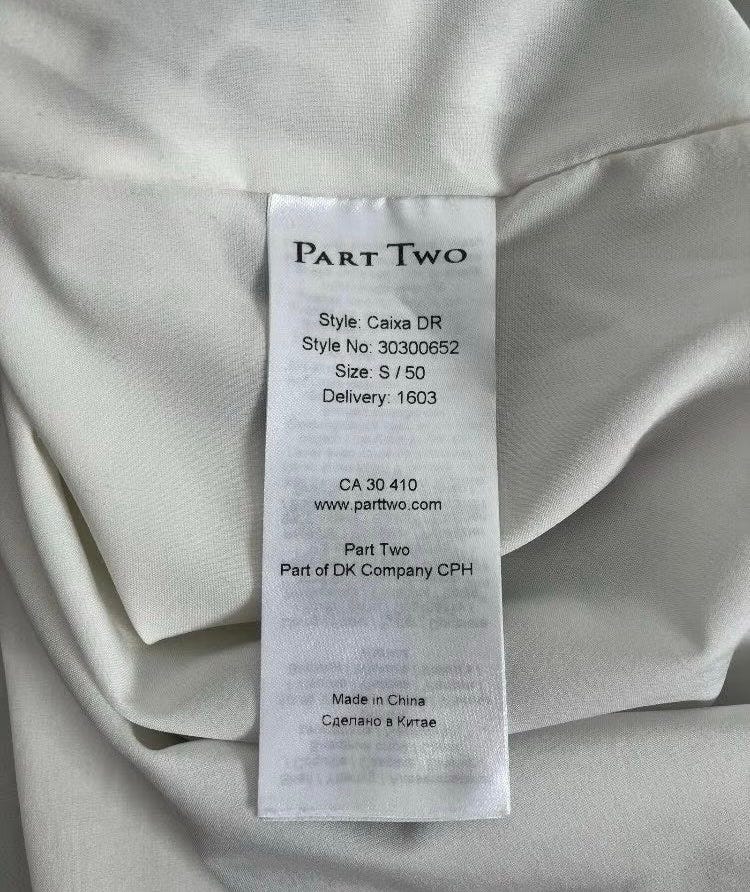 PART TWO
Style: Caixa DR
Style No: 30300652
Size: S / 50
Delivery: 1603
CA 30 410
www.parttwo.com
Part Two
Part of DK Company CPH
Made in China
Сделано в Китае